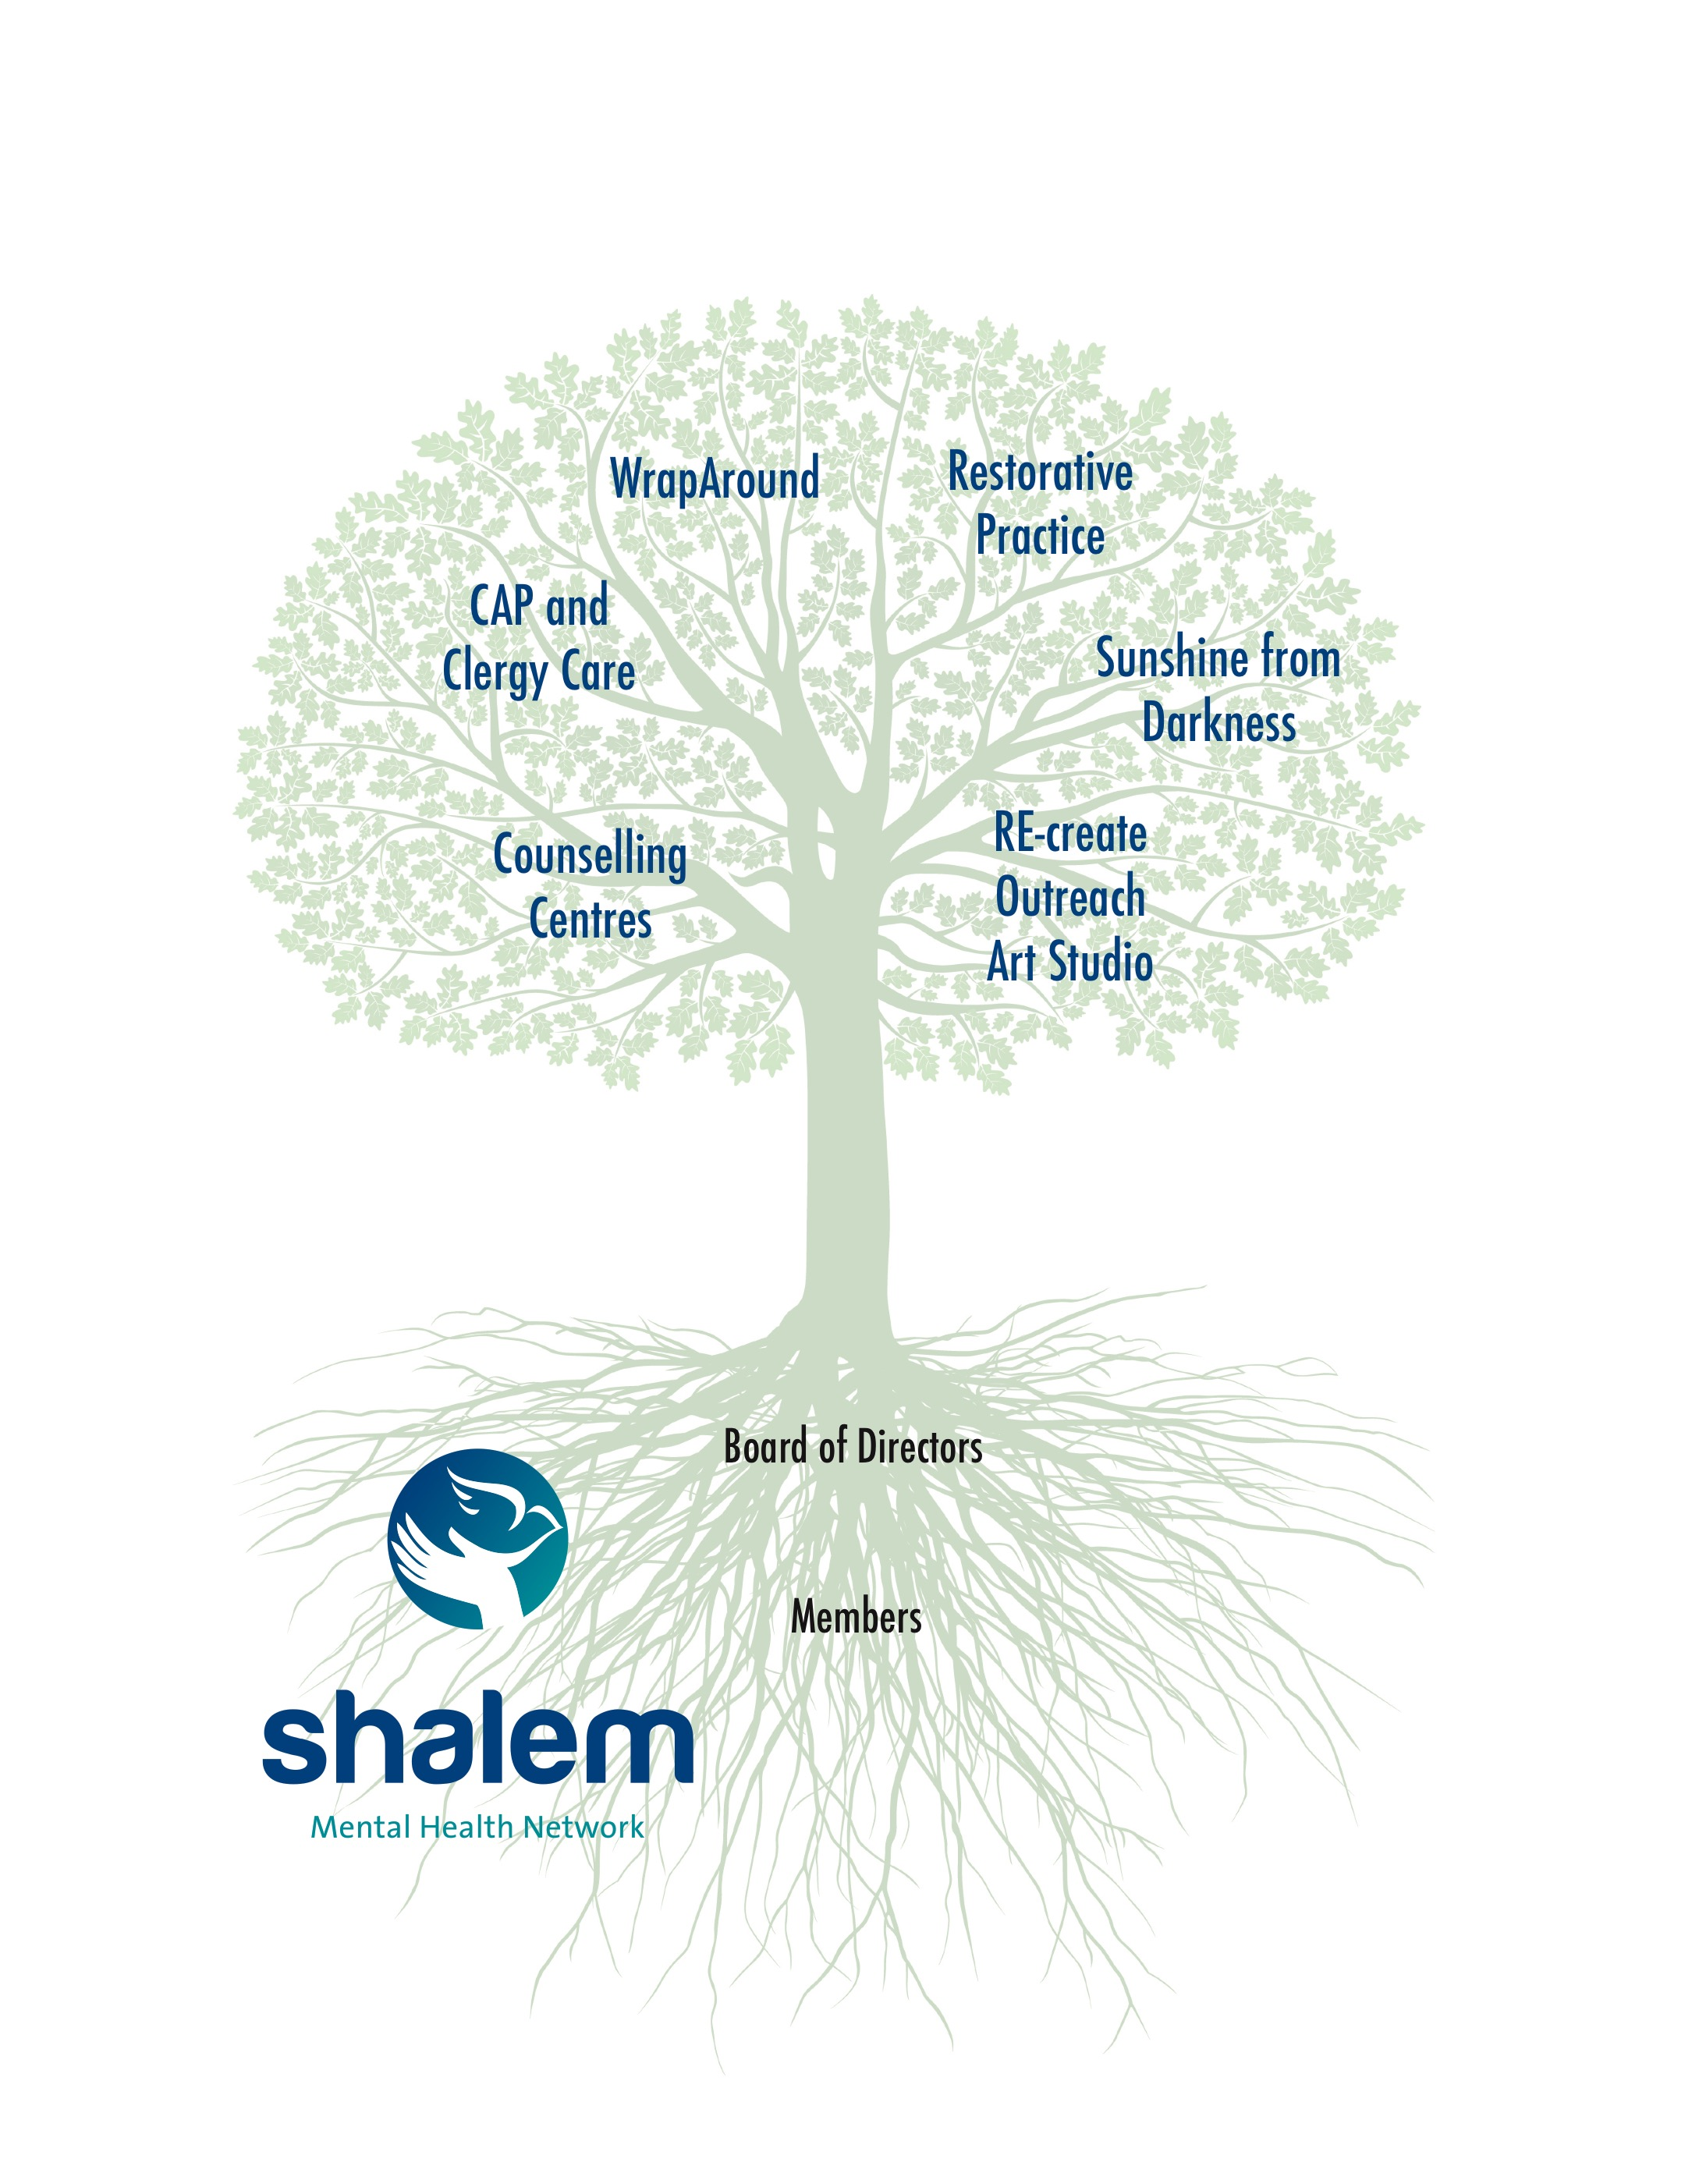 WrapAround
Restorative
Practice
CAP and
Clergy Care
Sunshine from
Darkness
Counselling
Centres
RE-create
Outreach
Art Studio
Board of Directors
Members
shalem
Mental Health Network